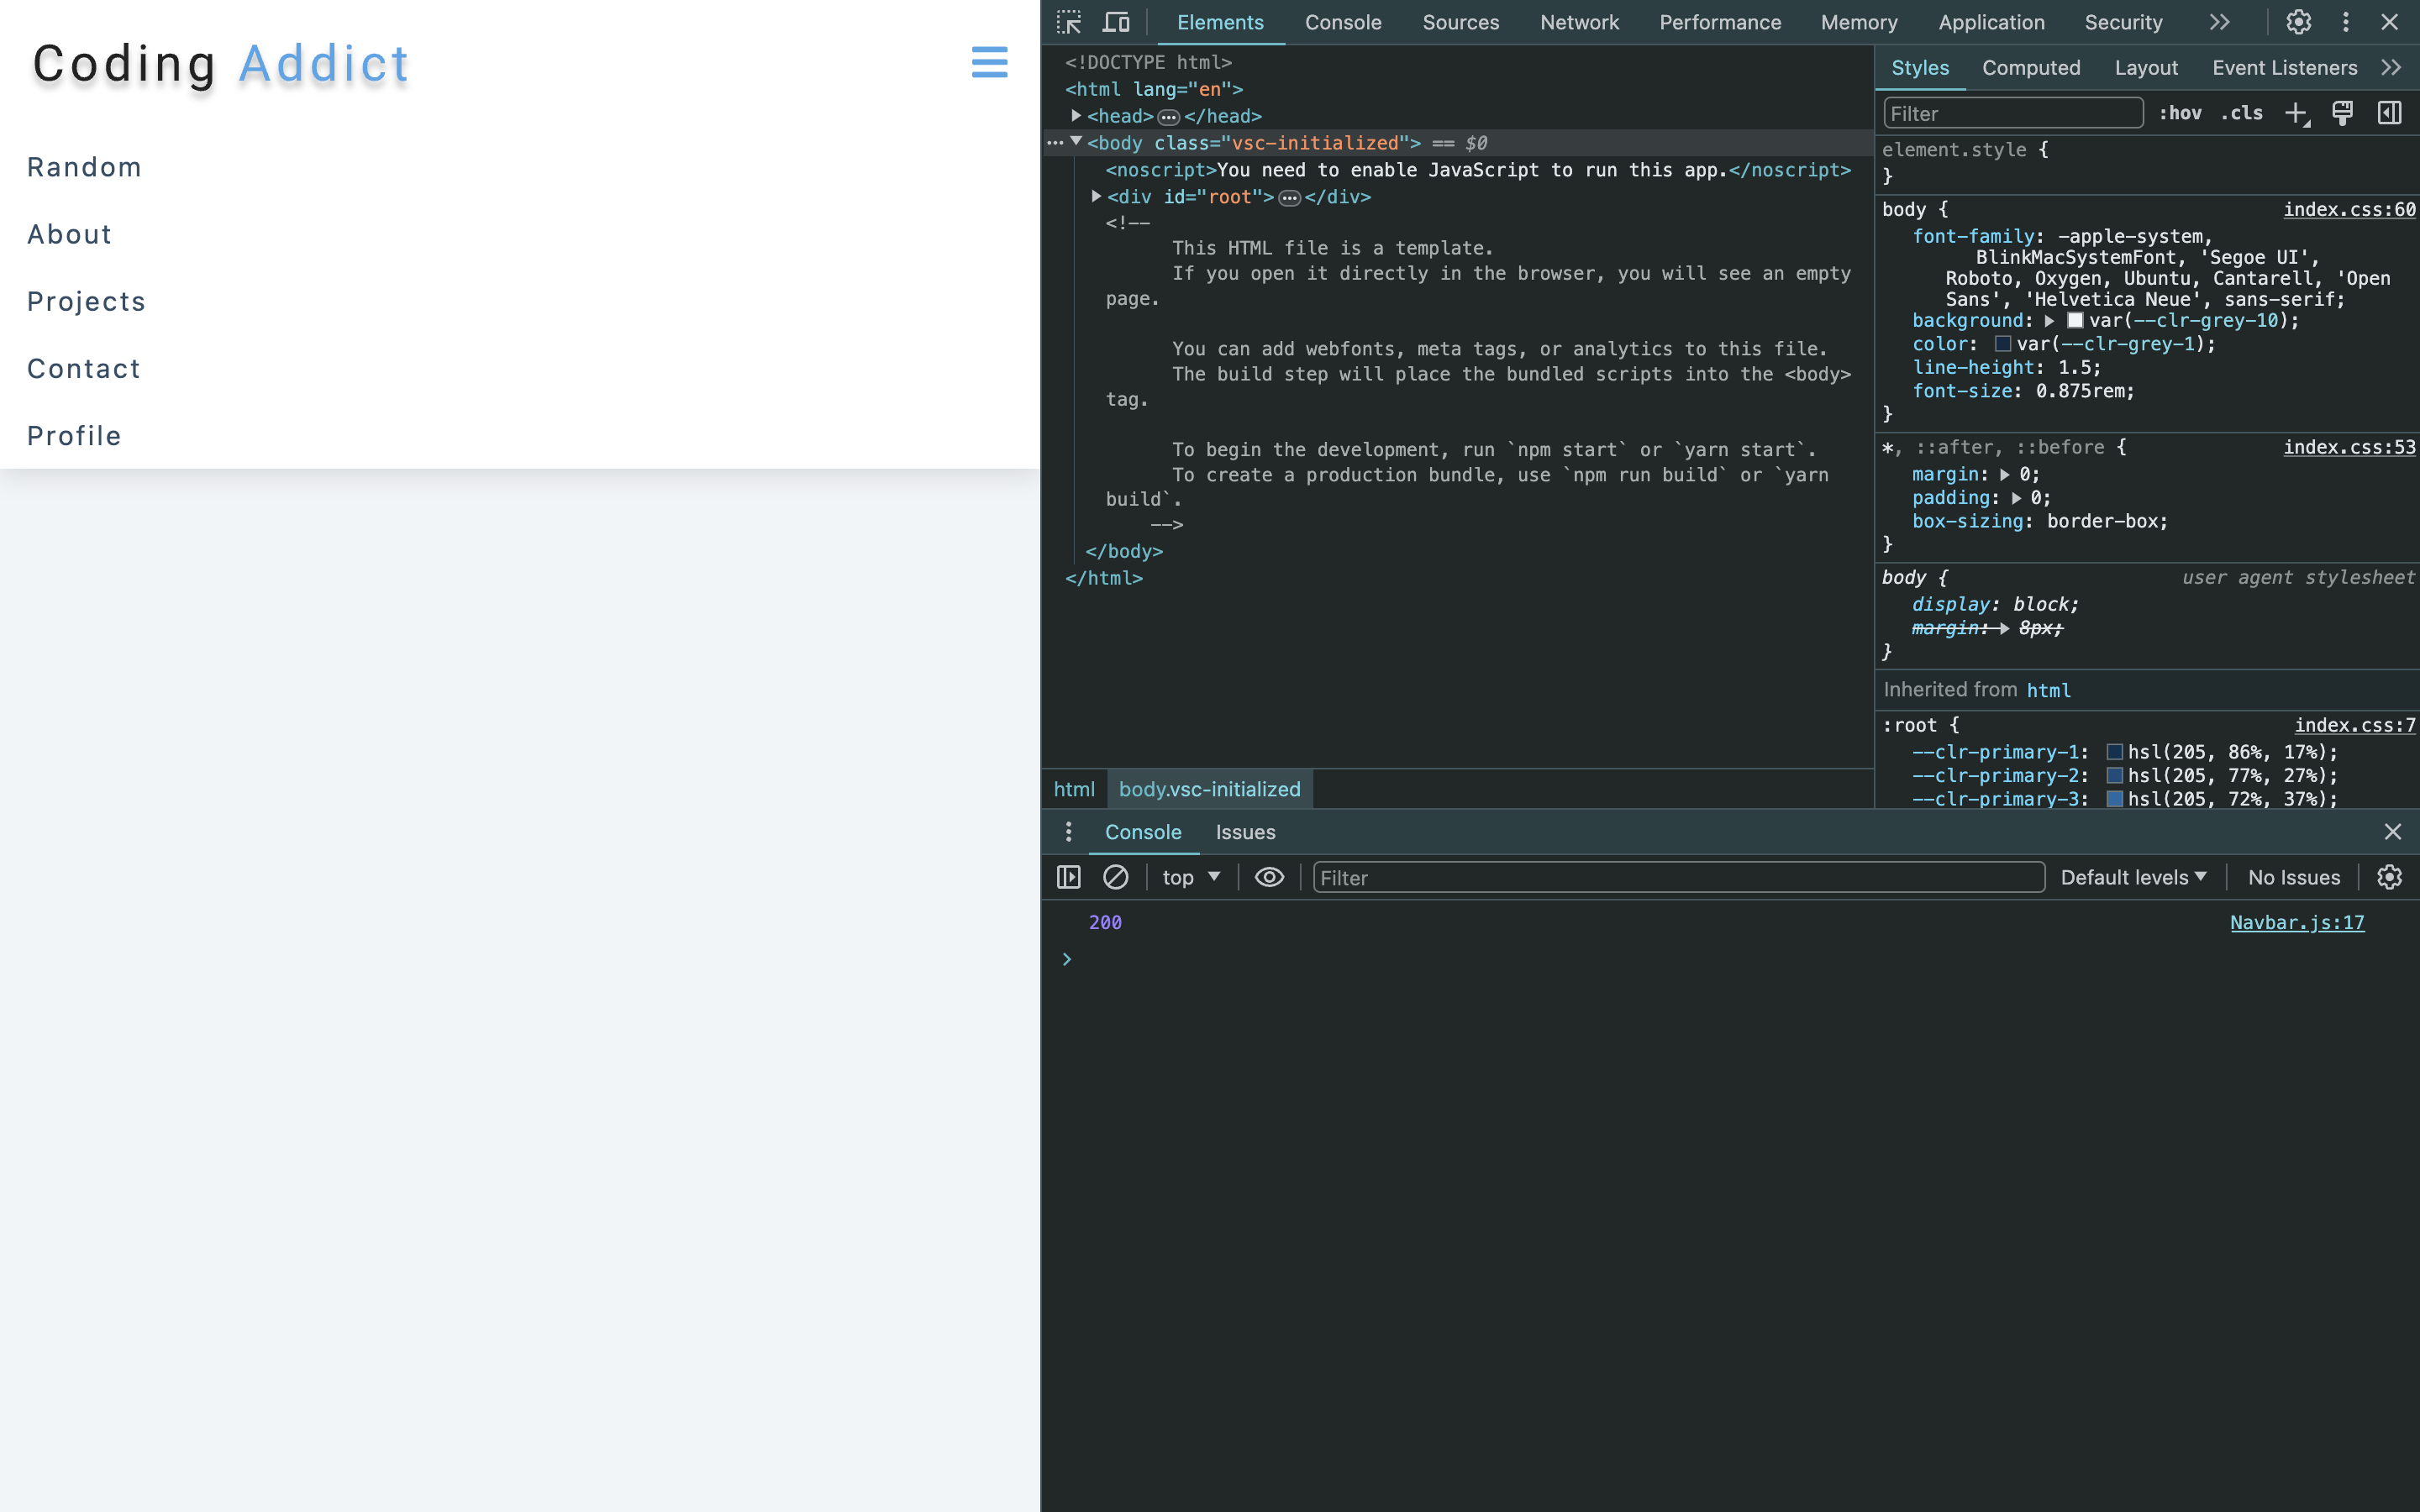 Coding Addict
Random
About
Projects
Contact
Profile
Elements Console Sources Network Performance Memory Application Security
<!DOCTYPE html>
<html lang="en">
<head>…</head>
<body class="vsc-initialized"> == $0
<noscript>You need to enable JavaScript to run this app.</noscript>
<div id="root">…</div>
<!--
This HTML file is a template.
If you open it directly in the browser, you will see an empty
page.
You can add webfonts, meta tags, or analytics to this file.
The build step will place the bundled scripts into the <body>
tag.
To begin the development, run `npm start` or `yarn start`.
To create a production bundle, use `npm run build` or `yarn
build`.
-->
</body>
</html>
html body.vsc-initialized
Styles Computed Layout Event Listeners
Filter :hov .cls
element.style {
}
body { index.css:60
font-family: -apple-system,
BlinkMacSystemFont, 'Segoe UI',
Roboto, Oxygen, Ubuntu, Cantarell, 'Open
Sans', 'Helvetica Neue', sans-serif;
background: var(--clr-grey-10);
color: var(--clr-grey-1);
line-height: 1.5;
font-size: 0.875rem;
}
*, ::after, ::before { index.css:53
margin: 0;
padding: 0;
box-sizing: border-box;
}
body { user agent stylesheet
display: block;
margin: 8px;
}
Inherited from html
:root { index.css:7
--clr-primary-1: hsl(205, 86%, 17%);
--clr-primary-2: hsl(205, 77%, 27%);
--clr-primary-3: hsl(205, 72%, 37%);
Console Issues
top Filter Default levels No Issues
200 Navbar.js:17